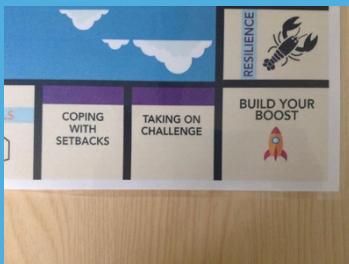 RESILIENCE
COPING
WITH
SETBACKS
TAKING ON
CHALLENGE
BUILD YOUR
BOOST